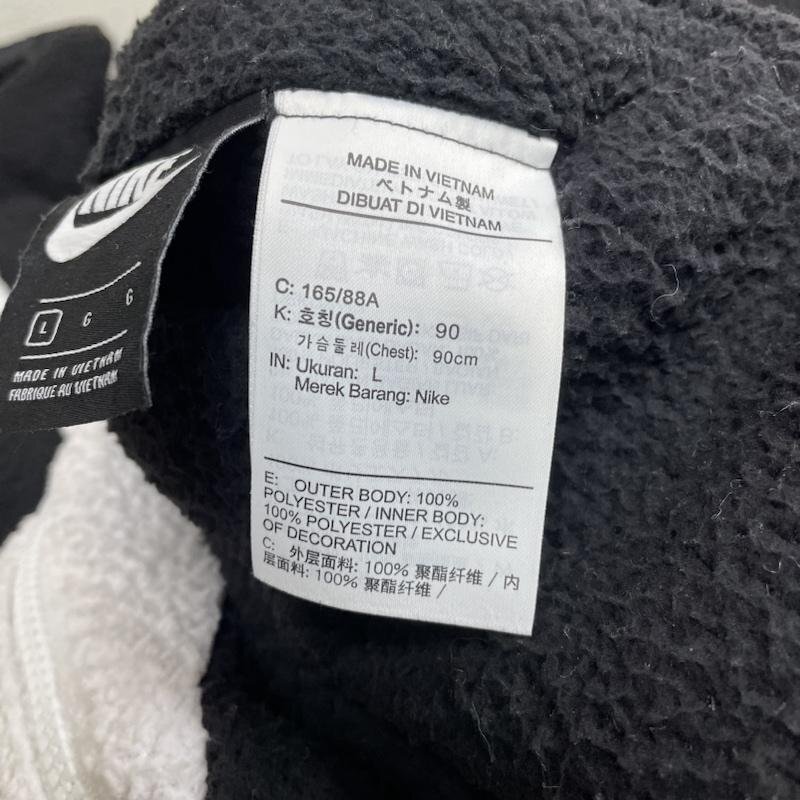 NIKE
L G G
MADE IN VIETNAM
FABRIQUE AU VIETNAM
MADE IN VIETNAM
ベトナム製
DIBUAT DI VIETNAM
C: 165/88A
K: 호칭(Generic): 90
가슴둘레(Chest): 90cm
IN: Ukuran: L
Merek Barang: Nike
E: OUTER BODY: 100%
POLYESTER / INNER BODY:
100% POLYESTER / EXCLUSIVE
OF DECORATION
C: 外层面料: 100% 聚酯纤维 / 内
层面料: 100% 聚酯纤维 /